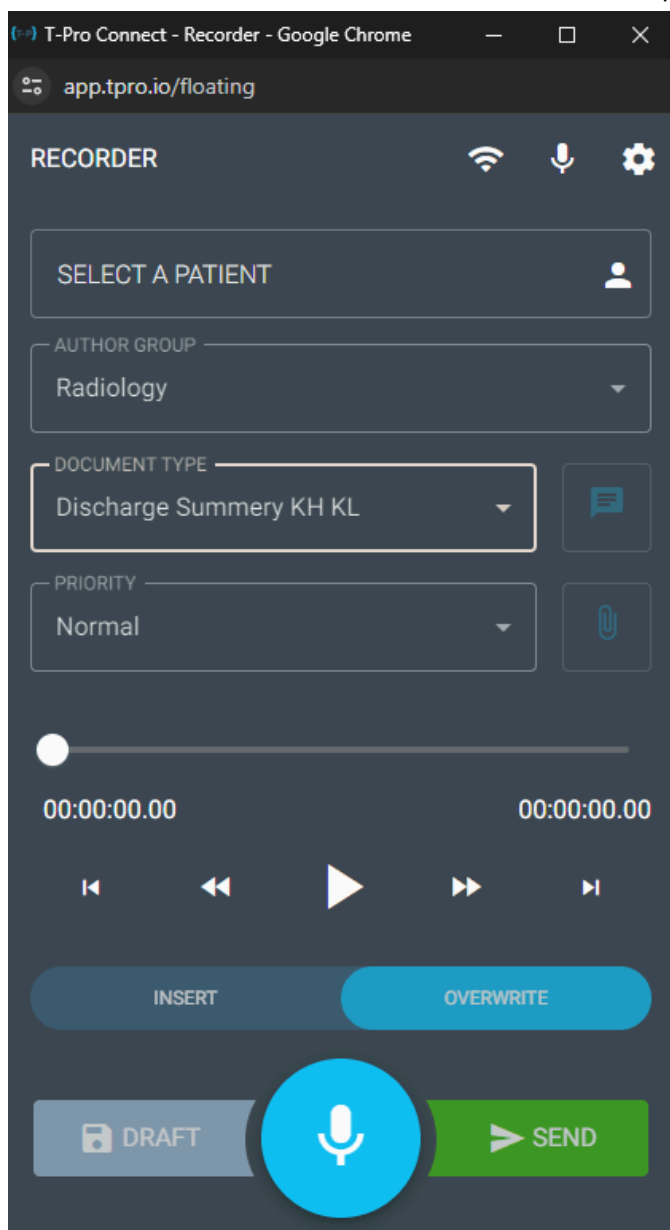 {T-P} T-Pro Connect - Recorder - Google Chrome
app.tpro.io/floating
RECORDER
SELECT A PATIENT
AUTHOR GROUP
Radiology
DOCUMENT TYPE
Discharge Summery KH KL
PRIORITY
Normal
00:00:00.00 00:00:00.00
INSERT OVERWRITE
DRAFT SEND